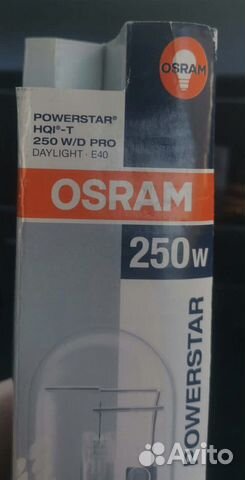 OSRAM
POWERSTAR®
HQI®-T
250 W/D PRO
DAYLIGHT · E40
OSRAM
250W
POWERSTAR
Avito